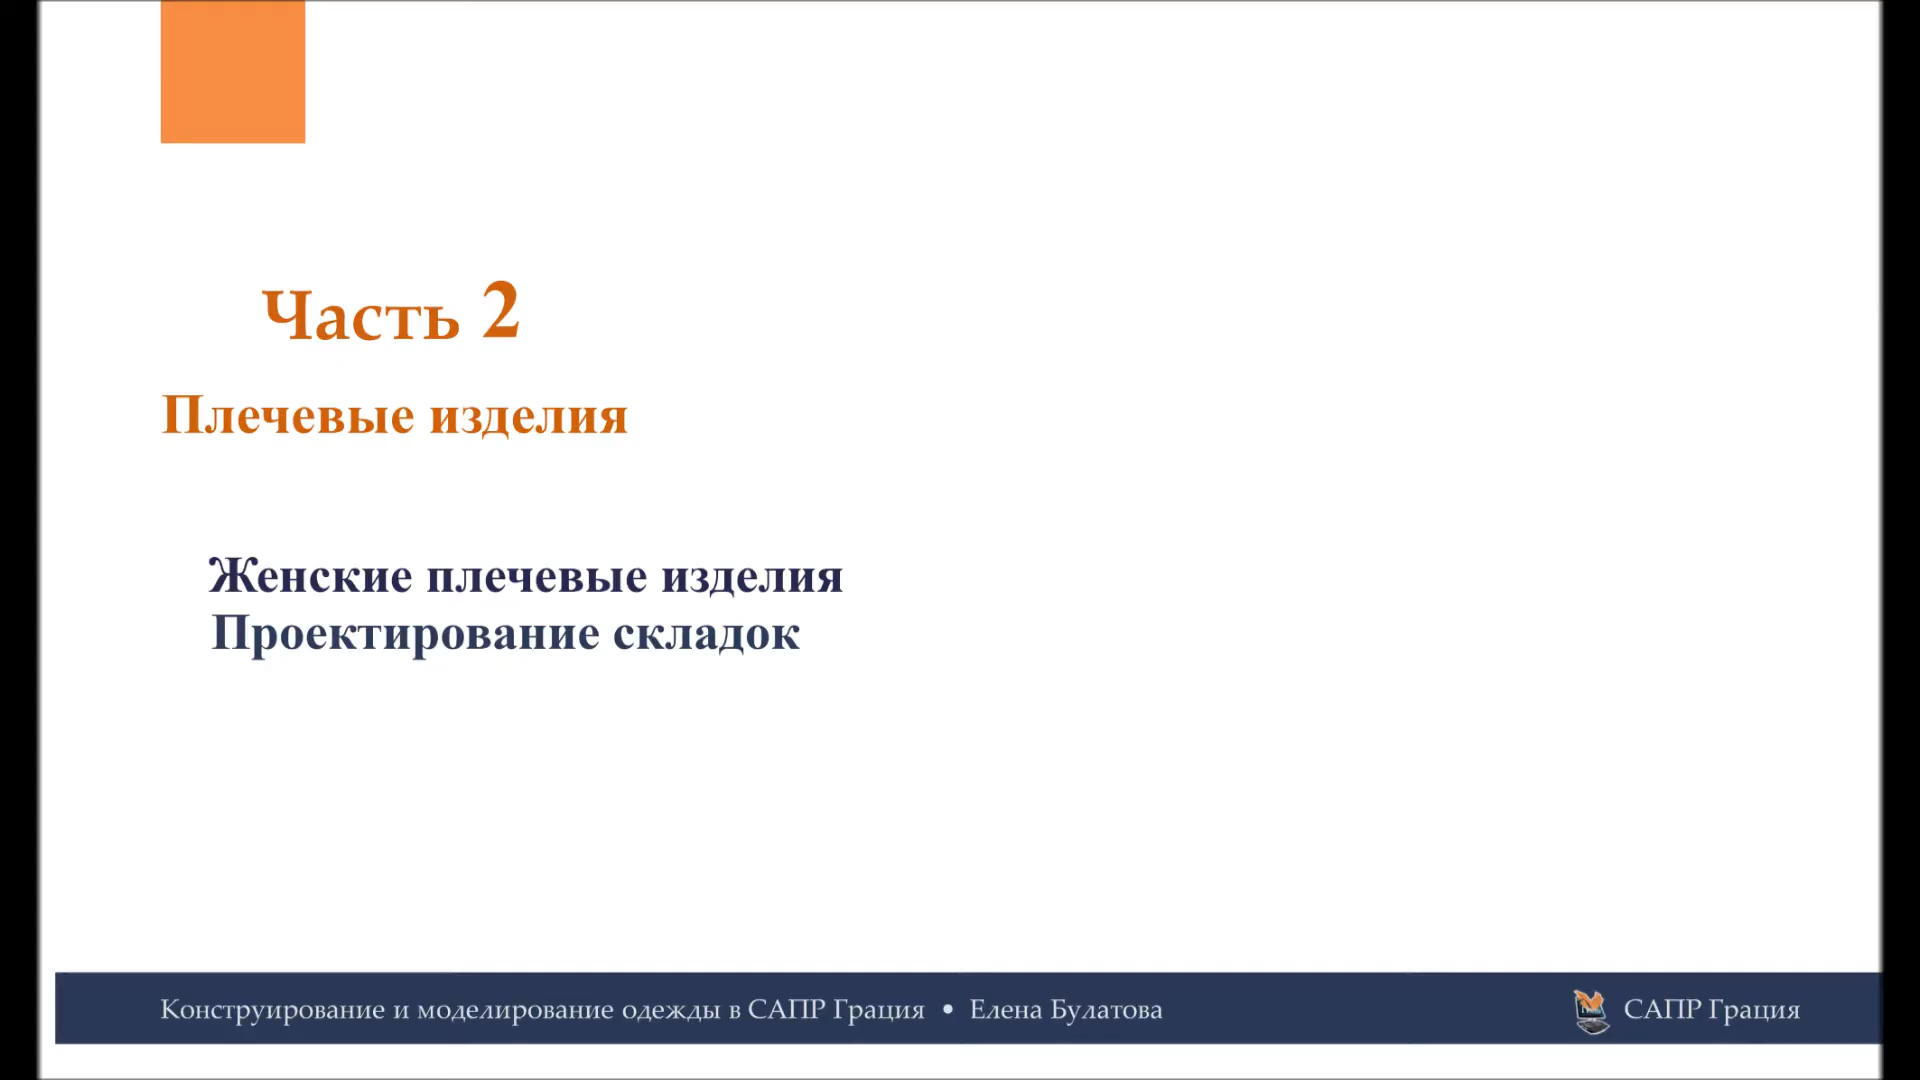 Часть 2
Плечевые изделия
Женские плечевые изделия
Проектирование складок
Конструирование и моделирование одежды в САПР Грация • Елена Булатова
САПР Грация